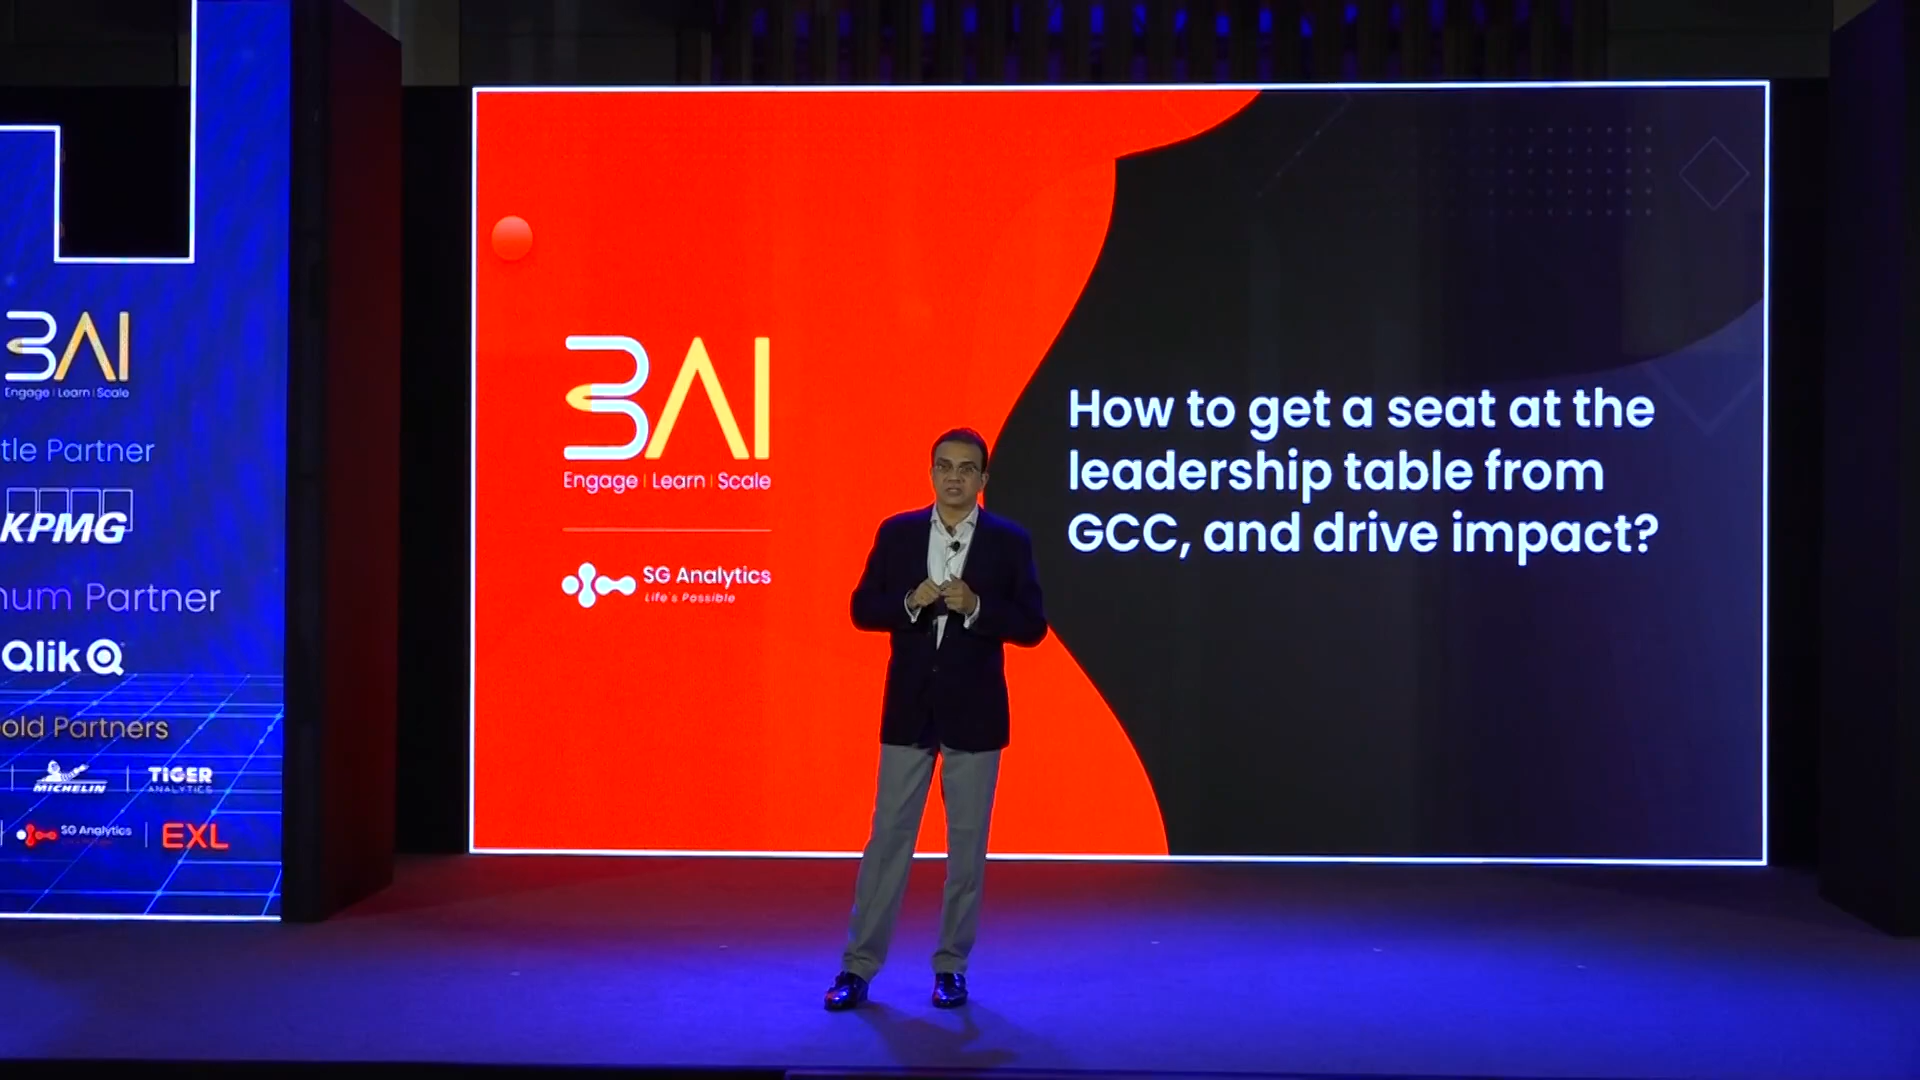 3AI
Engage | Learn | Scale
tle Partner
KPMG
num Partner
Qlik
old Partners
MICHELIN
TIGER
ANALYTICS
SG Analytics
EXL
3AI
Engage | Learn | Scale
SG Analytics
Life's Possible
How to get a seat at the
leadership table from
GCC, and drive impact?